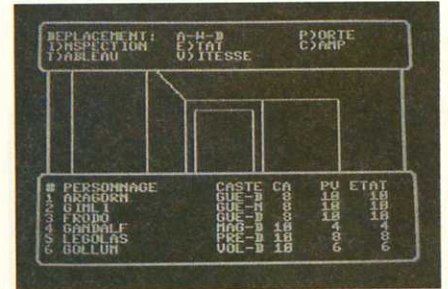 DEPLACEMENT: A-W-D P)ORTE
I)NSPECTION E)TAT C)AMP
T)ABLEAU V)ITESSE
# PERSONNAGE CASTE CA PV ETAT
1 ARAGORN GUE-B 8 10 10
2 GIMLI GUE-N 8 10 10
3 FRODO GUE-B 8 10 10
4 GANDALF MAG-B 10 4 4
5 LEGOLAS PRE-B 10 8 8
6 GOLLUM VOL-B 10 6 6